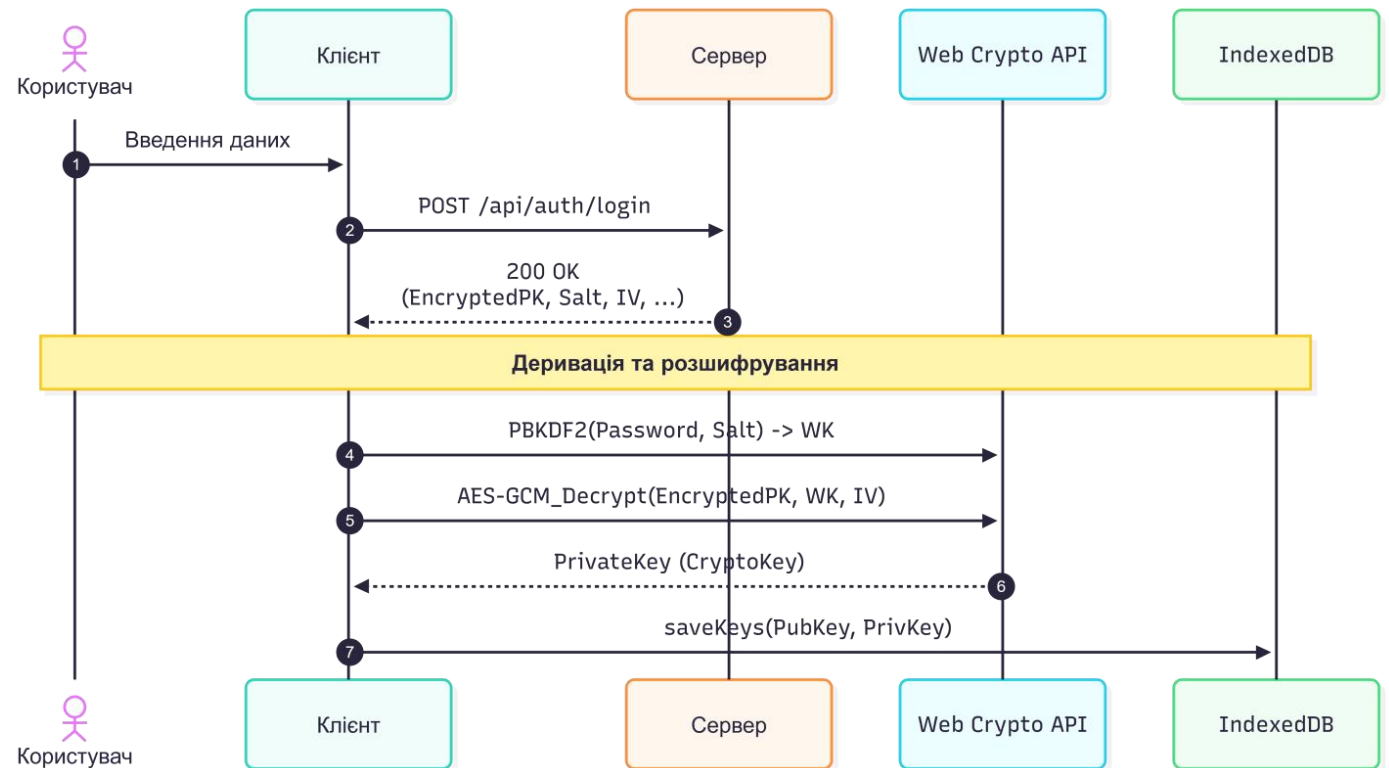 Користувач
Клієнт
Сервер
Web Crypto API
IndexedDB
Введення даних
1
POST /api/auth/login
2
200 OK
(EncryptedPK, Salt, IV, ...)
3
Деривація та розшифрування
PBKDF2(Password, Salt) -> WK
4
AES-GCM_Decrypt(EncryptedPK, WK, IV)
5
PrivateKey (CryptoKey)
6
saveKeys(PubKey, PrivKey)
7
Користувач
Клієнт
Сервер
Web Crypto API
IndexedDB